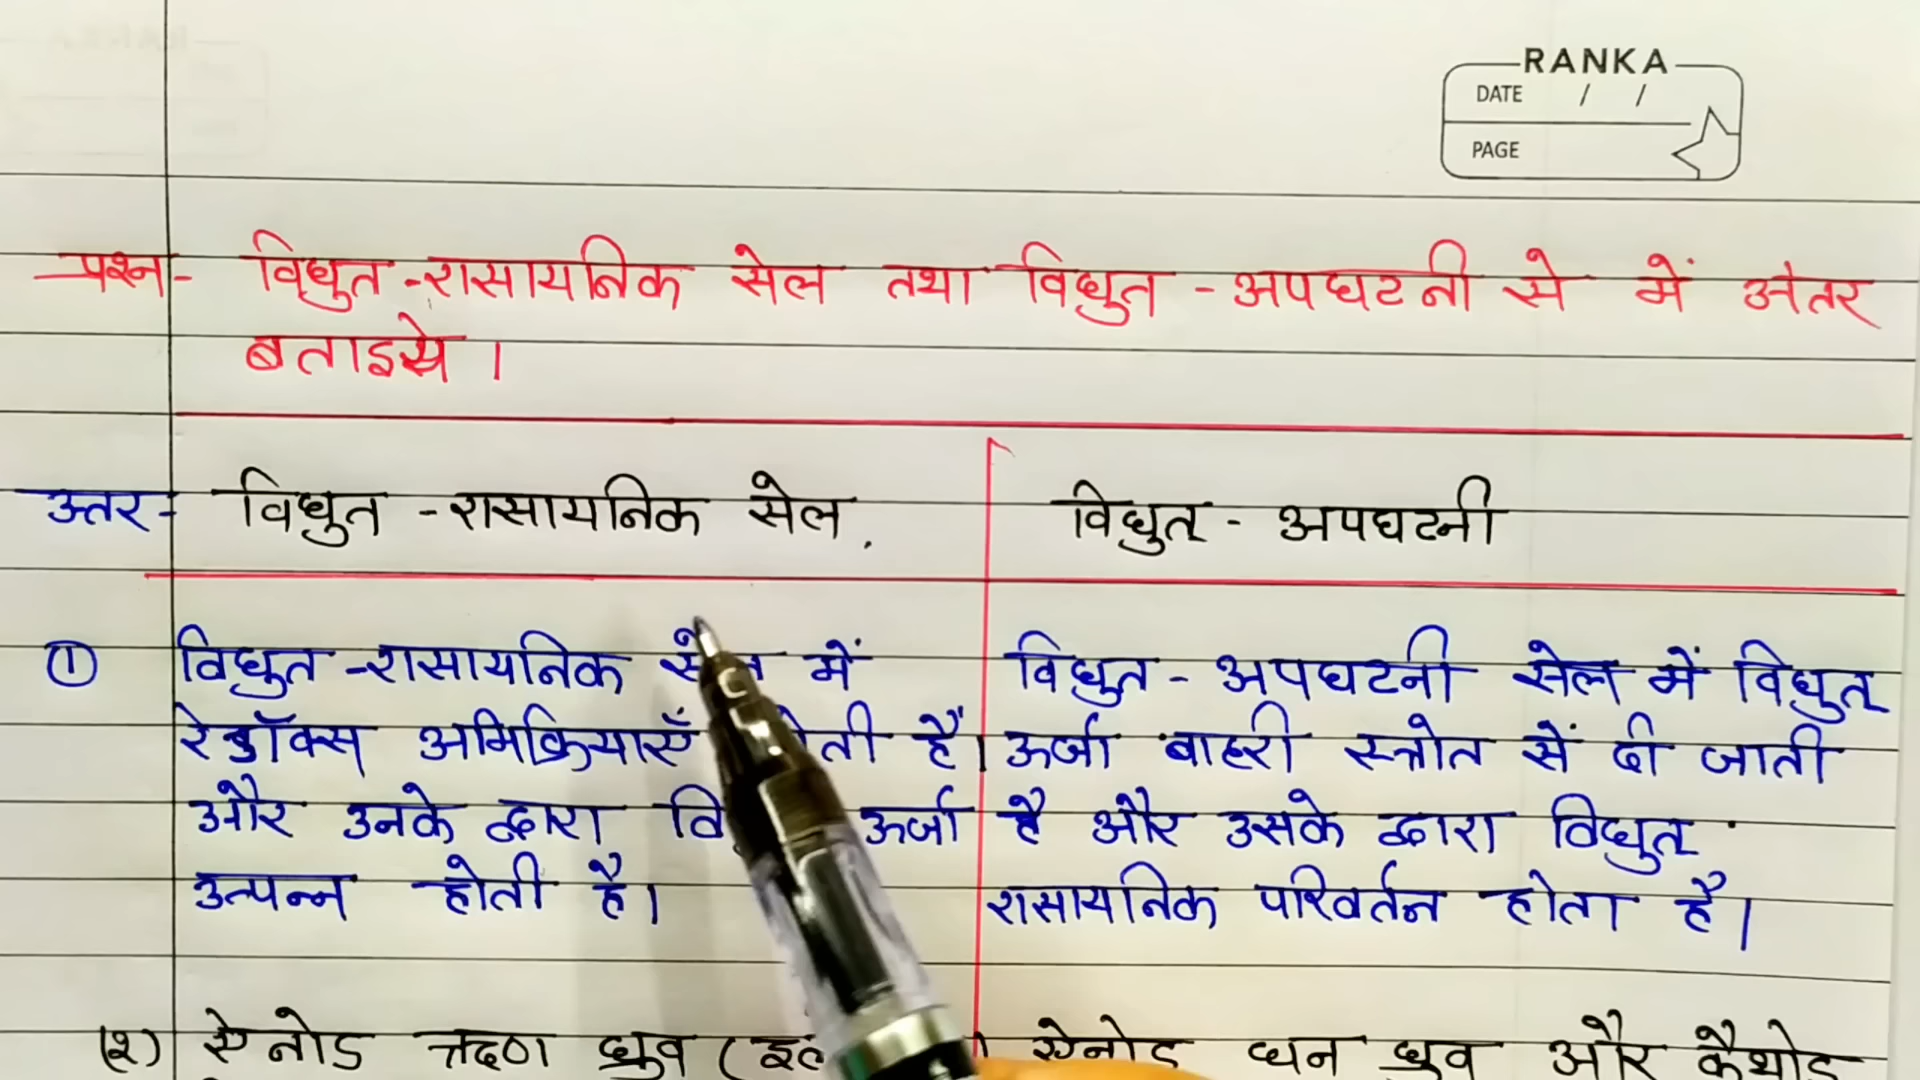 RANKA
DATE / /
PAGE
प्रश्न- विधुत-रासायनिक सेल तथा विधुत-अपघटनी से में अंतर
बताइये।
उत्तर- विधुत-रासायनिक सेल. विधुत्- अपघटनी
① विधुत-रासायनिक में
रेडॉक्स अभिक्रियाएँ है।
और उनके द्वारा ऊर्जा
उत्पन्न होती है।
विधुत- अपघटनी सेल में विधुत्
ऊर्जा बाहरी स्त्रोत सें दी जाती
है और उसके द्वारा विधुत्
रासायनिक परिवर्तन होता है।
(२) ऐनोड ऋण ध्रुव
ऐनोड धन ध्रुव और कैथोड